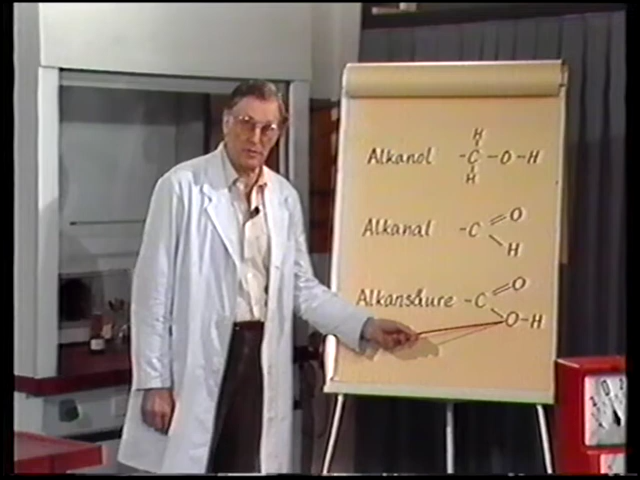 H
Alkanol -C-O-H
H
Alkanal -C=O
H
Alkansäure -C=O
O-H